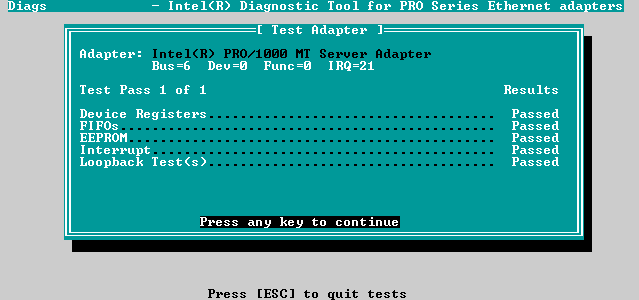 Diags - Intel(R) Diagnostic Tool for PRO Series Ethernet adapters
[ Test Adapter ]
Adapter: Intel(R) PRO/1000 MT Server Adapter
Bus=6 Dev=0 Func=0 IRQ=21
Test Pass 1 of 1 Results
Device Registers..................................... Passed
FIFOs................................................ Passed
EEPROM............................................... Passed
Interrupt............................................ Passed
Loopback Test(s)..................................... Passed
Press any key to continue
Press [ESC] to quit tests